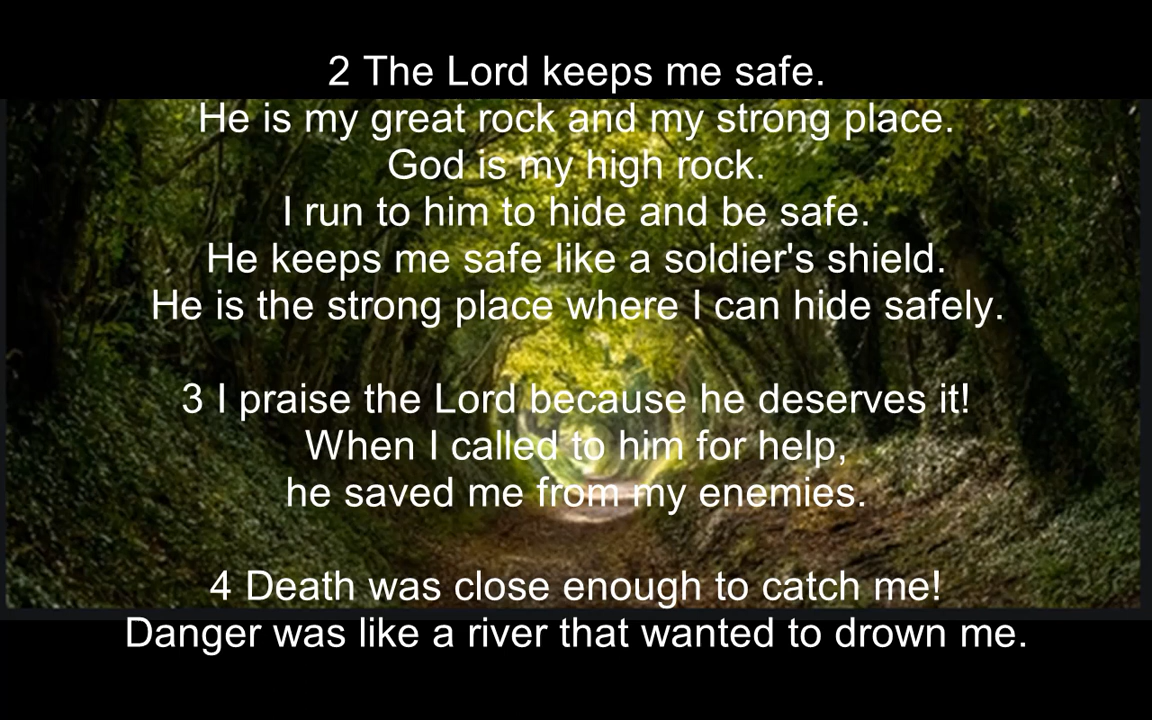 2 The Lord keeps me safe.
He is my great rock and my strong place.
God is my high rock.
I run to him to hide and be safe.
He keeps me safe like a soldier's shield.
He is the strong place where I can hide safely.
3 I praise the Lord because he deserves it!
When I called to him for help,
he saved me from my enemies.
4 Death was close enough to catch me!
Danger was like a river that wanted to drown me.